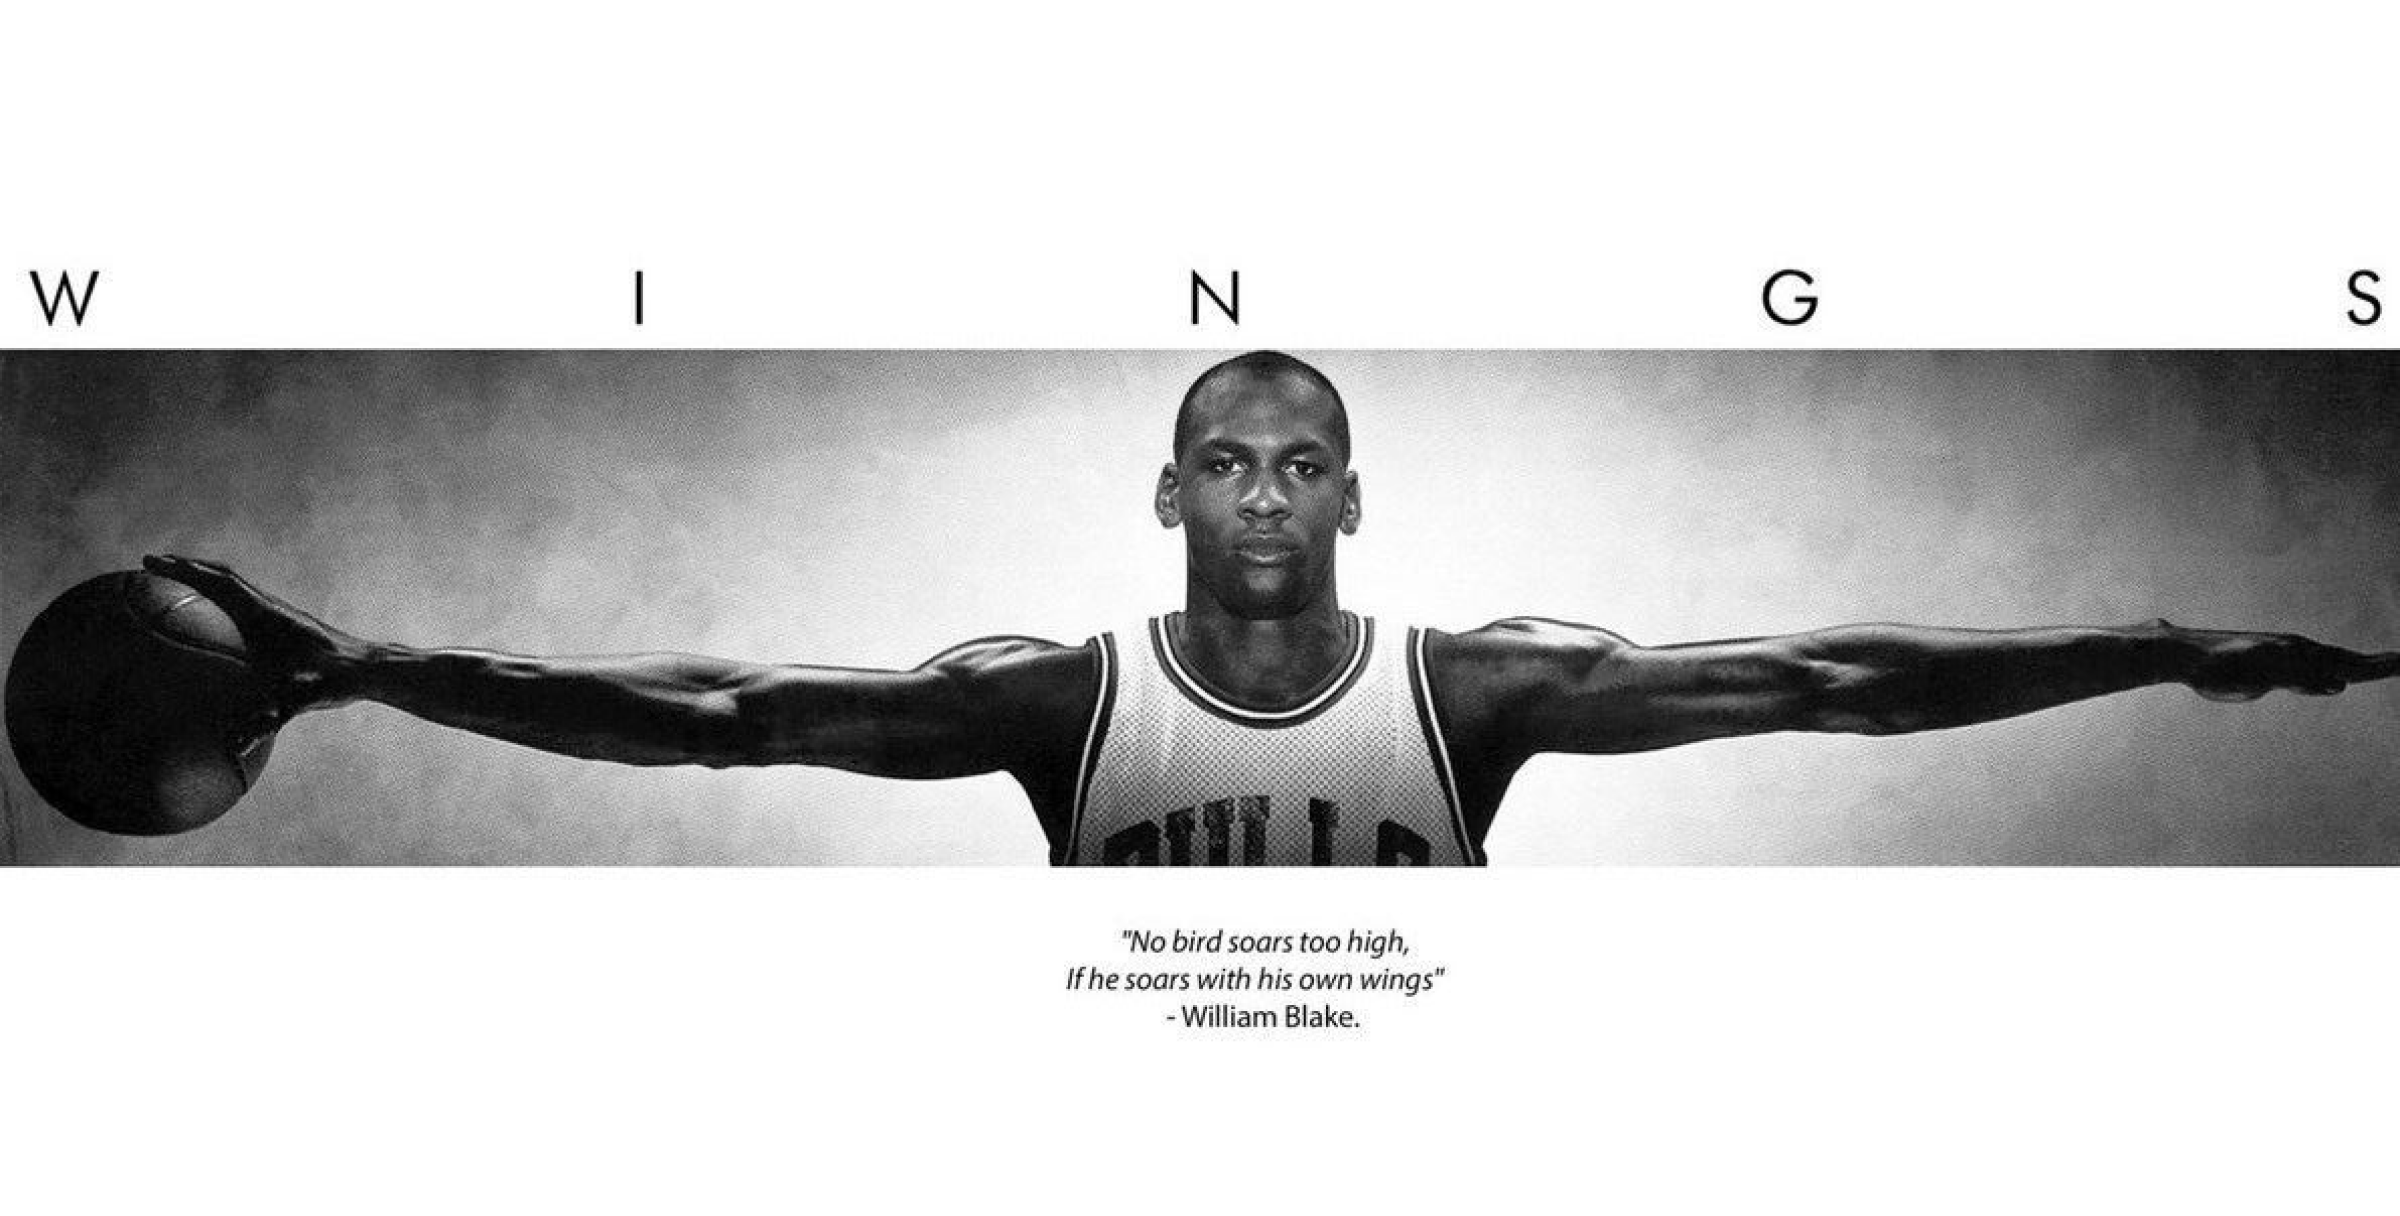 W I N G S
BULLS
"No bird soars too high,
If he soars with his own wings"
- William Blake.